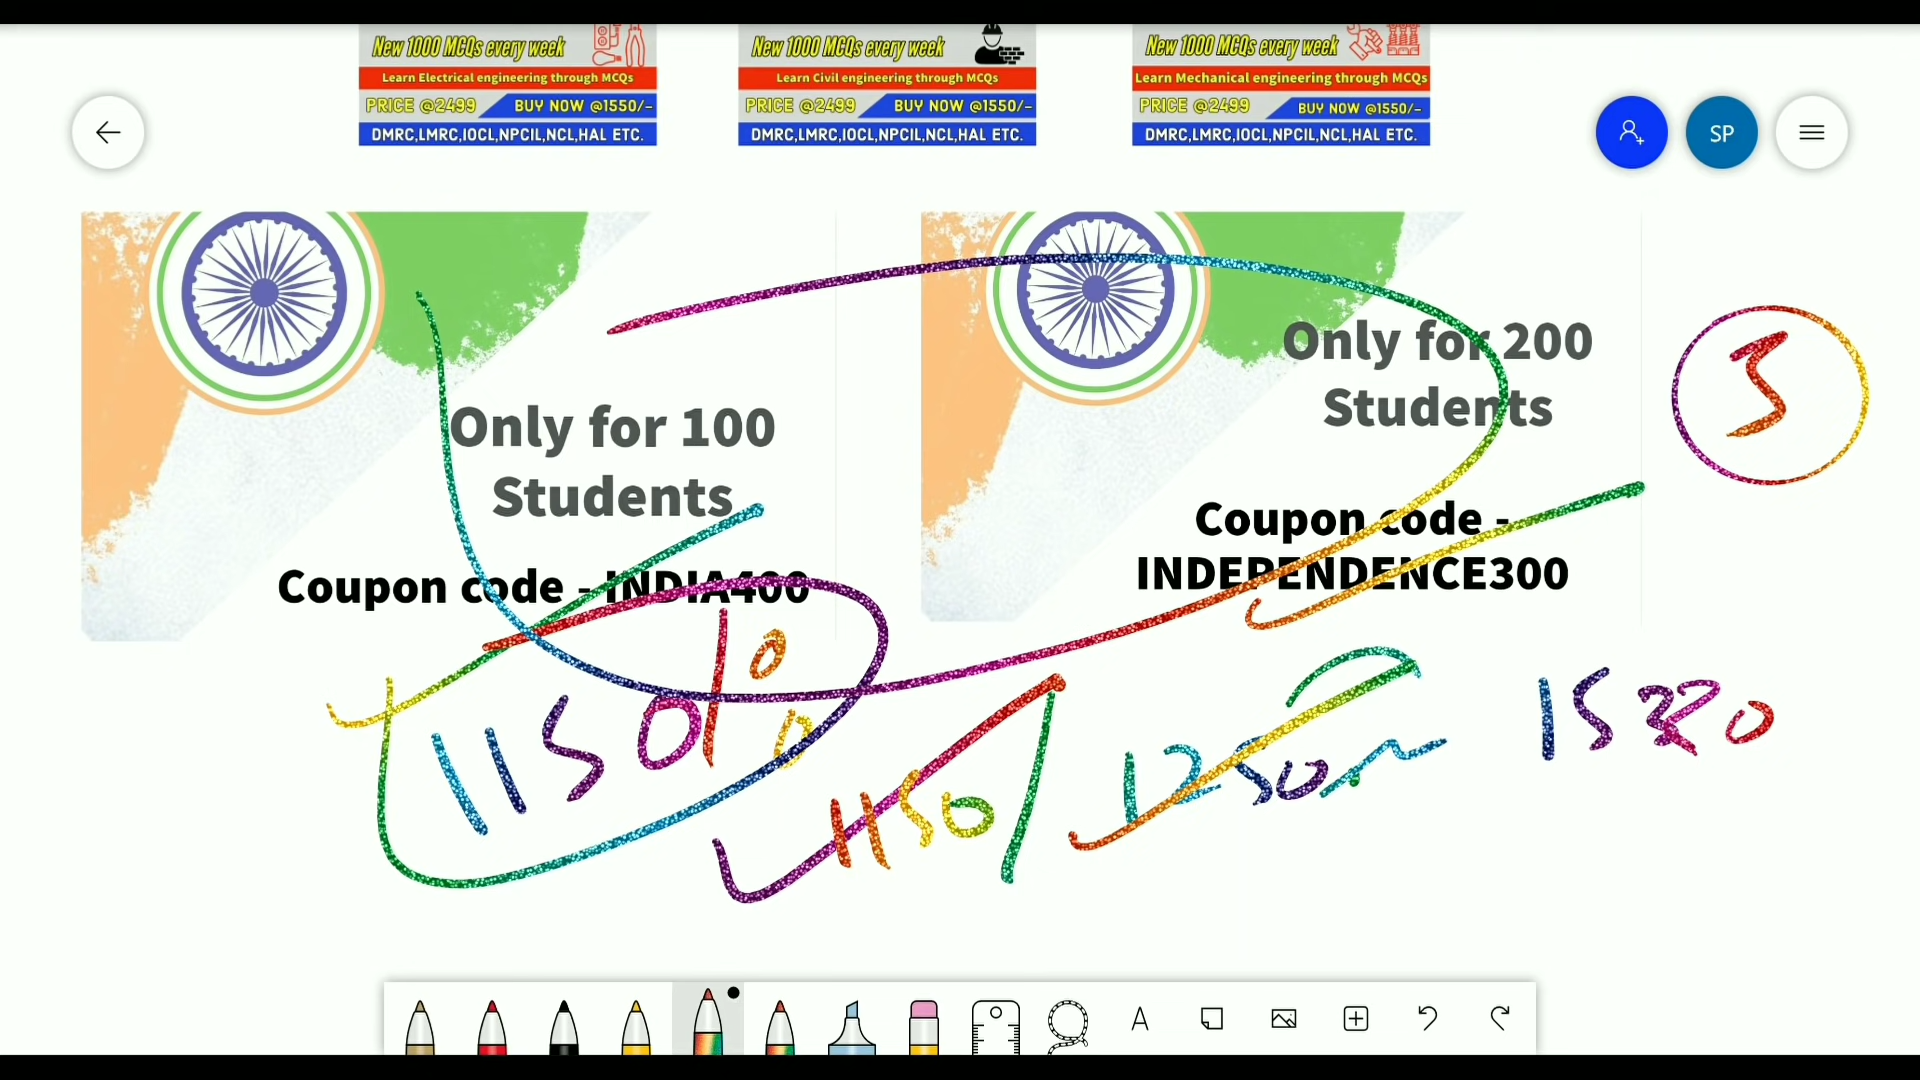 New 1000 MCQs every week
Learn Electrical engineering through MCQs
PRICE @2499 BUY NOW @1550/-
DMRC,LMRC,IOCL,NPCIL,NCL,HAL ETC.
New 1000 MCQs every week
Learn Civil engineering through MCQs
PRICE @2499 BUY NOW @1550/-
DMRC,LMRC,IOCL,NPCIL,NCL,HAL ETC.
New 1000 MCQs every week
Learn Mechanical engineering through MCQs
PRICE @2499 BUY NOW @1550/-
DMRC,LMRC,IOCL,NPCIL,NCL,HAL ETC.
SP
Only for 100
Students
Coupon code - INDIA400
Only for 200
Students
Coupon code -
INDEPENDENCE300
3
1150/
1150/
1250
A